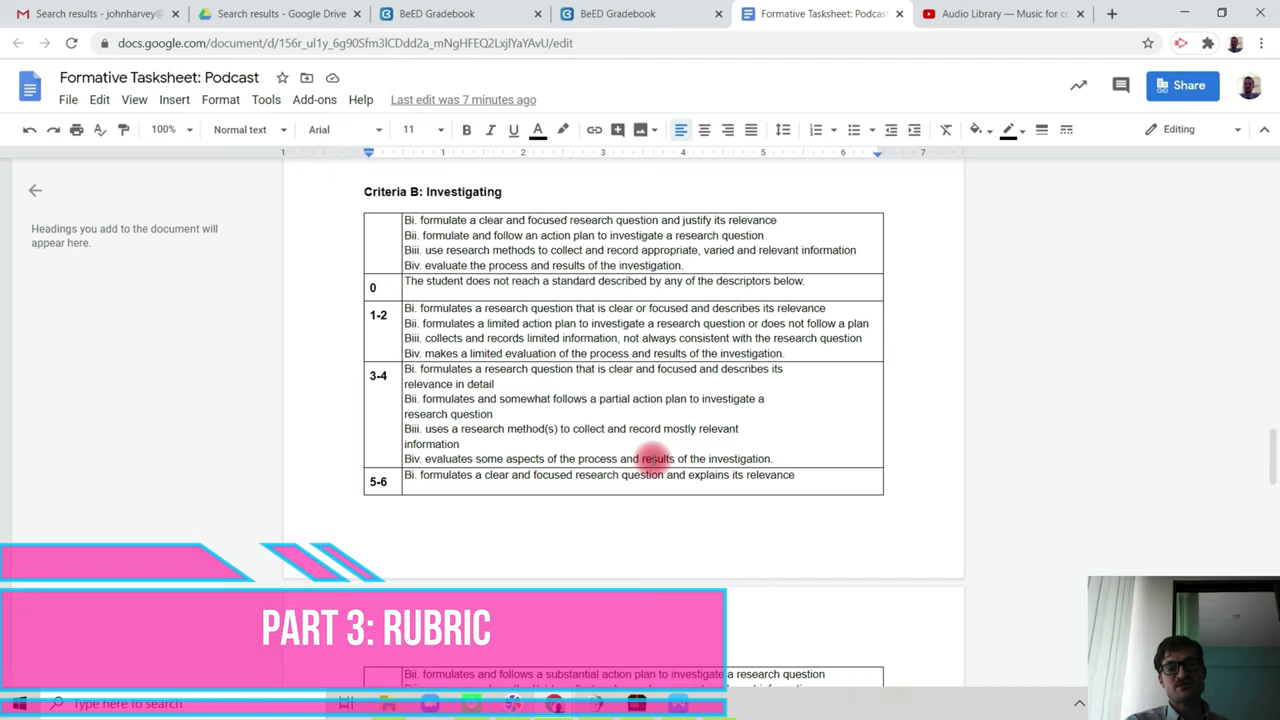 Search results - johnharvey@
Search results - Google Drive
BeED Gradebook
BeED Gradebook
Formative Tasksheet: Podcast
Audio Library — Music for co
docs.google.com/document/d/156r_ul1y_6g90Sfm3lCDdd2a_mNgHFEQ2LxjlYaYAvU/edit
Formative Tasksheet: Podcast
File Edit View Insert Format Tools Add-ons Help Last edit was 7 minutes ago
Share
100% Normal text Arial 11 Editing
1 1 2 3 4 5 6 7
Headings you add to the document will
appear here.
Criteria B: Investigating
Bi. formulate a clear and focused research question and justify its relevance
Bii. formulate and follow an action plan to investigate a research question
Biii. use research methods to collect and record appropriate, varied and relevant information
Biv. evaluate the process and results of the investigation.
0 The student does not reach a standard described by any of the descriptors below.
1-2 Bi. formulates a research question that is clear or focused and describes its relevance
Bii. formulates a limited action plan to investigate a research question or does not follow a plan
Biii. collects and records limited information, not always consistent with the research question
Biv. makes a limited evaluation of the process and results of the investigation.
3-4 Bi. formulates a research question that is clear and focused and describes its
relevance in detail
Bii. formulates and somewhat follows a partial action plan to investigate a
research question
Biii. uses a research method(s) to collect and record mostly relevant
information
Biv. evaluates some aspects of the process and results of the investigation.
5-6 Bi. formulates a clear and focused research question and explains its relevance
PART 3: RUBRIC
Bii. formulates and follows a substantial action plan to investigate a research question
Type here to search